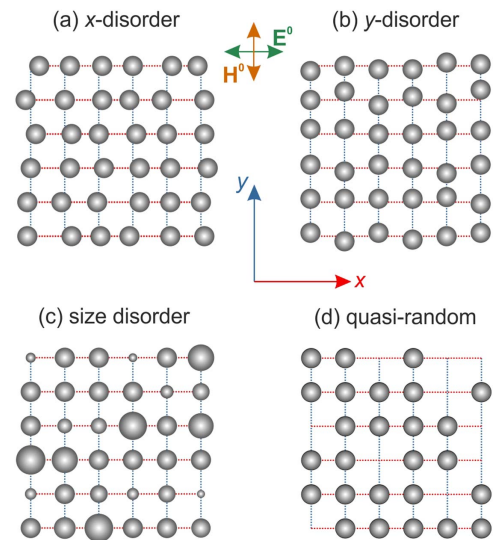 (a) x-disorder
E⁰
H⁰
(b) y-disorder
y
x
(c) size disorder
(d) quasi-random